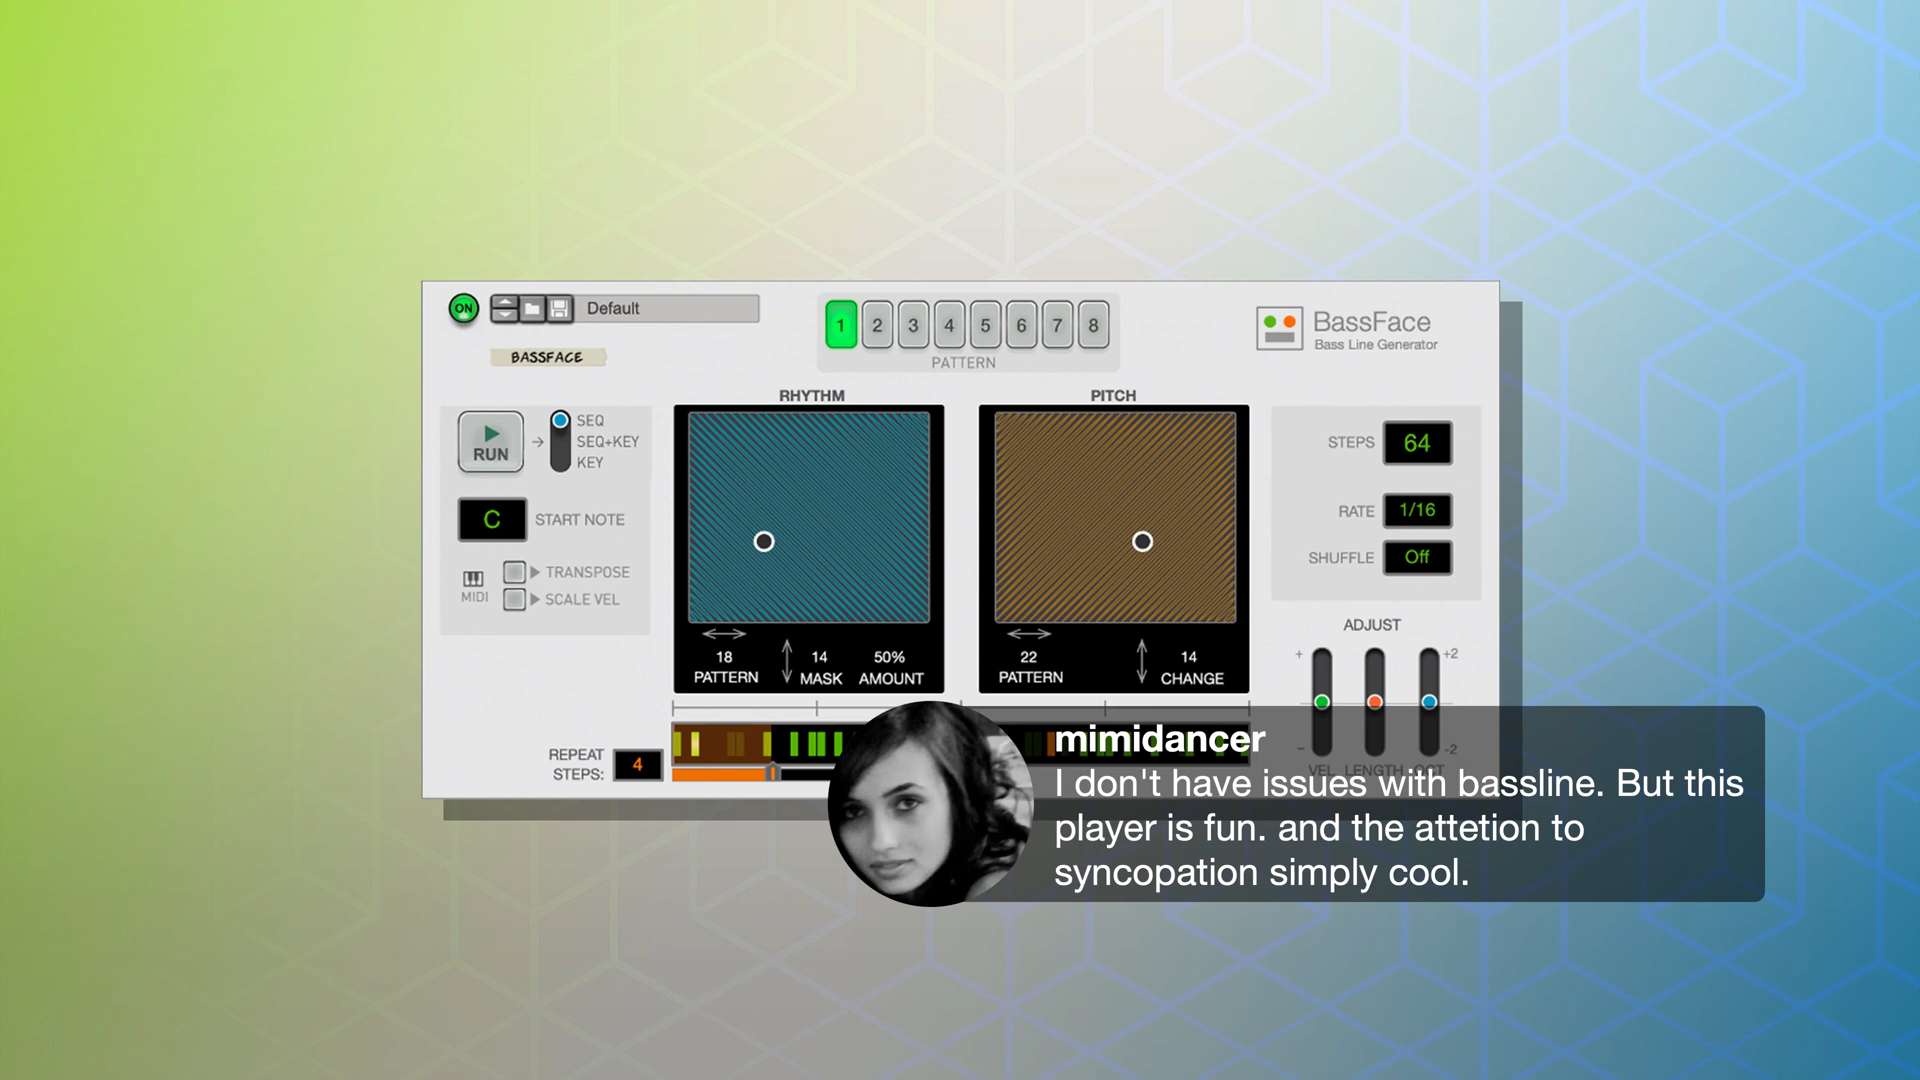 ON
Default
BASSFACE
1 2 3 4 5 6 7 8
PATTERN
BassFace
Bass Line Generator
RUN
SEQ
SEQ+KEY
KEY
C START NOTE
MIDI
TRANSPOSE
SCALE VEL
RHYTHM
18 14 50%
PATTERN MASK AMOUNT
PITCH
22 14
PATTERN CHANGE
STEPS 64
RATE 1/16
SHUFFLE Off
ADJUST
+ +2
- -2
VEL LENGTH OCT
REPEAT
STEPS: 4
mimidancer
I don't have issues with bassline. But this
player is fun. and the attetion to
syncopation simply cool.